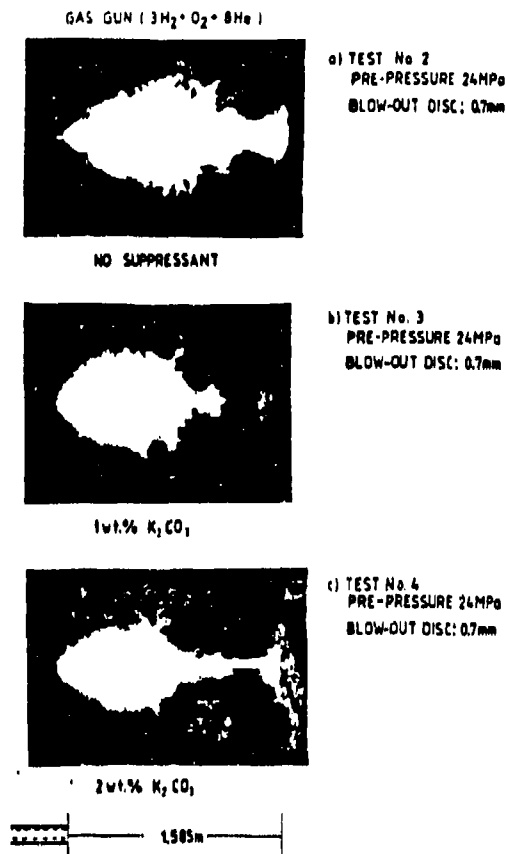 GAS GUN (3H₂+O₂+8He)
a) TEST No. 2
PRE-PRESSURE 24MPa
BLOW-OUT DISC: 0.7mm
NO SUPPRESSANT
b) TEST No. 3
PRE-PRESSURE 24MPa
BLOW-OUT DISC: 0.7mm
1wt.% K₂CO₃
c) TEST No. 4
PRE-PRESSURE 24MPa
BLOW-OUT DISC: 0.7mm
2wt.% K₂CO₃
1,585m